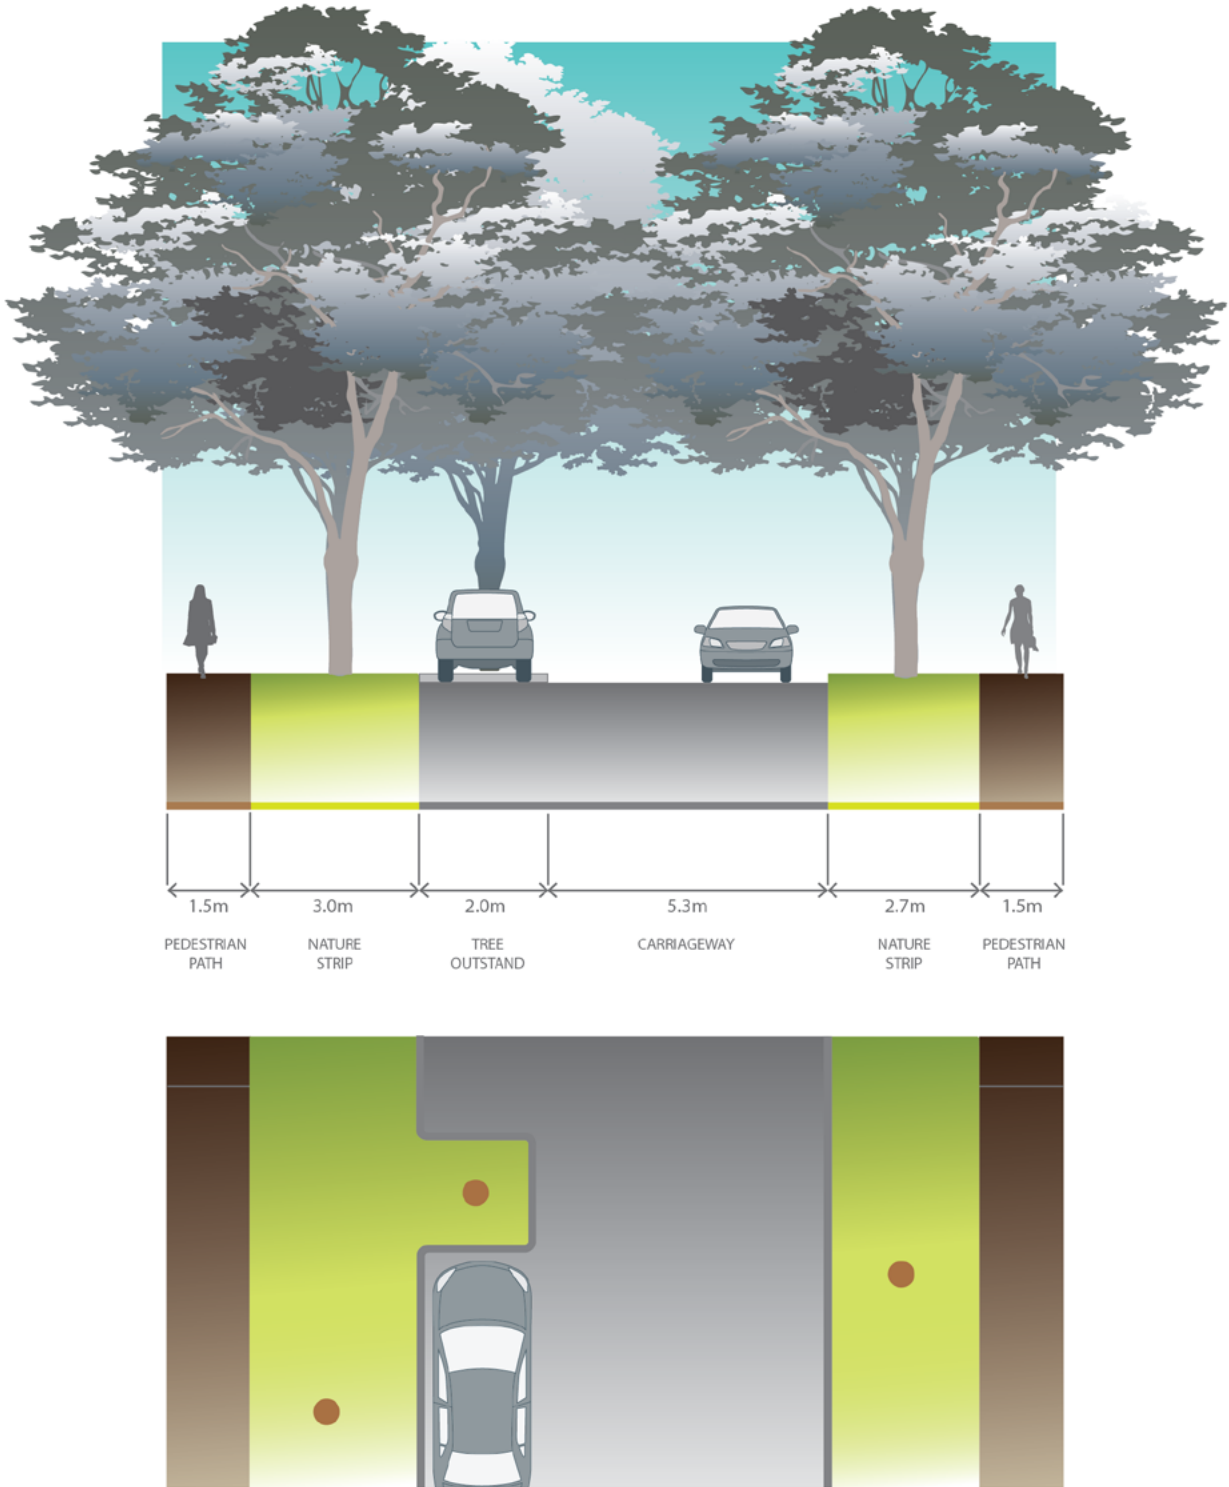 1.5m 3.0m 2.0m 5.3m 2.7m 1.5m
PEDESTRIAN NATURE TREE CARRIAGEWAY NATURE PEDESTRIAN
PATH STRIP OUTSTAND STRIP PATH